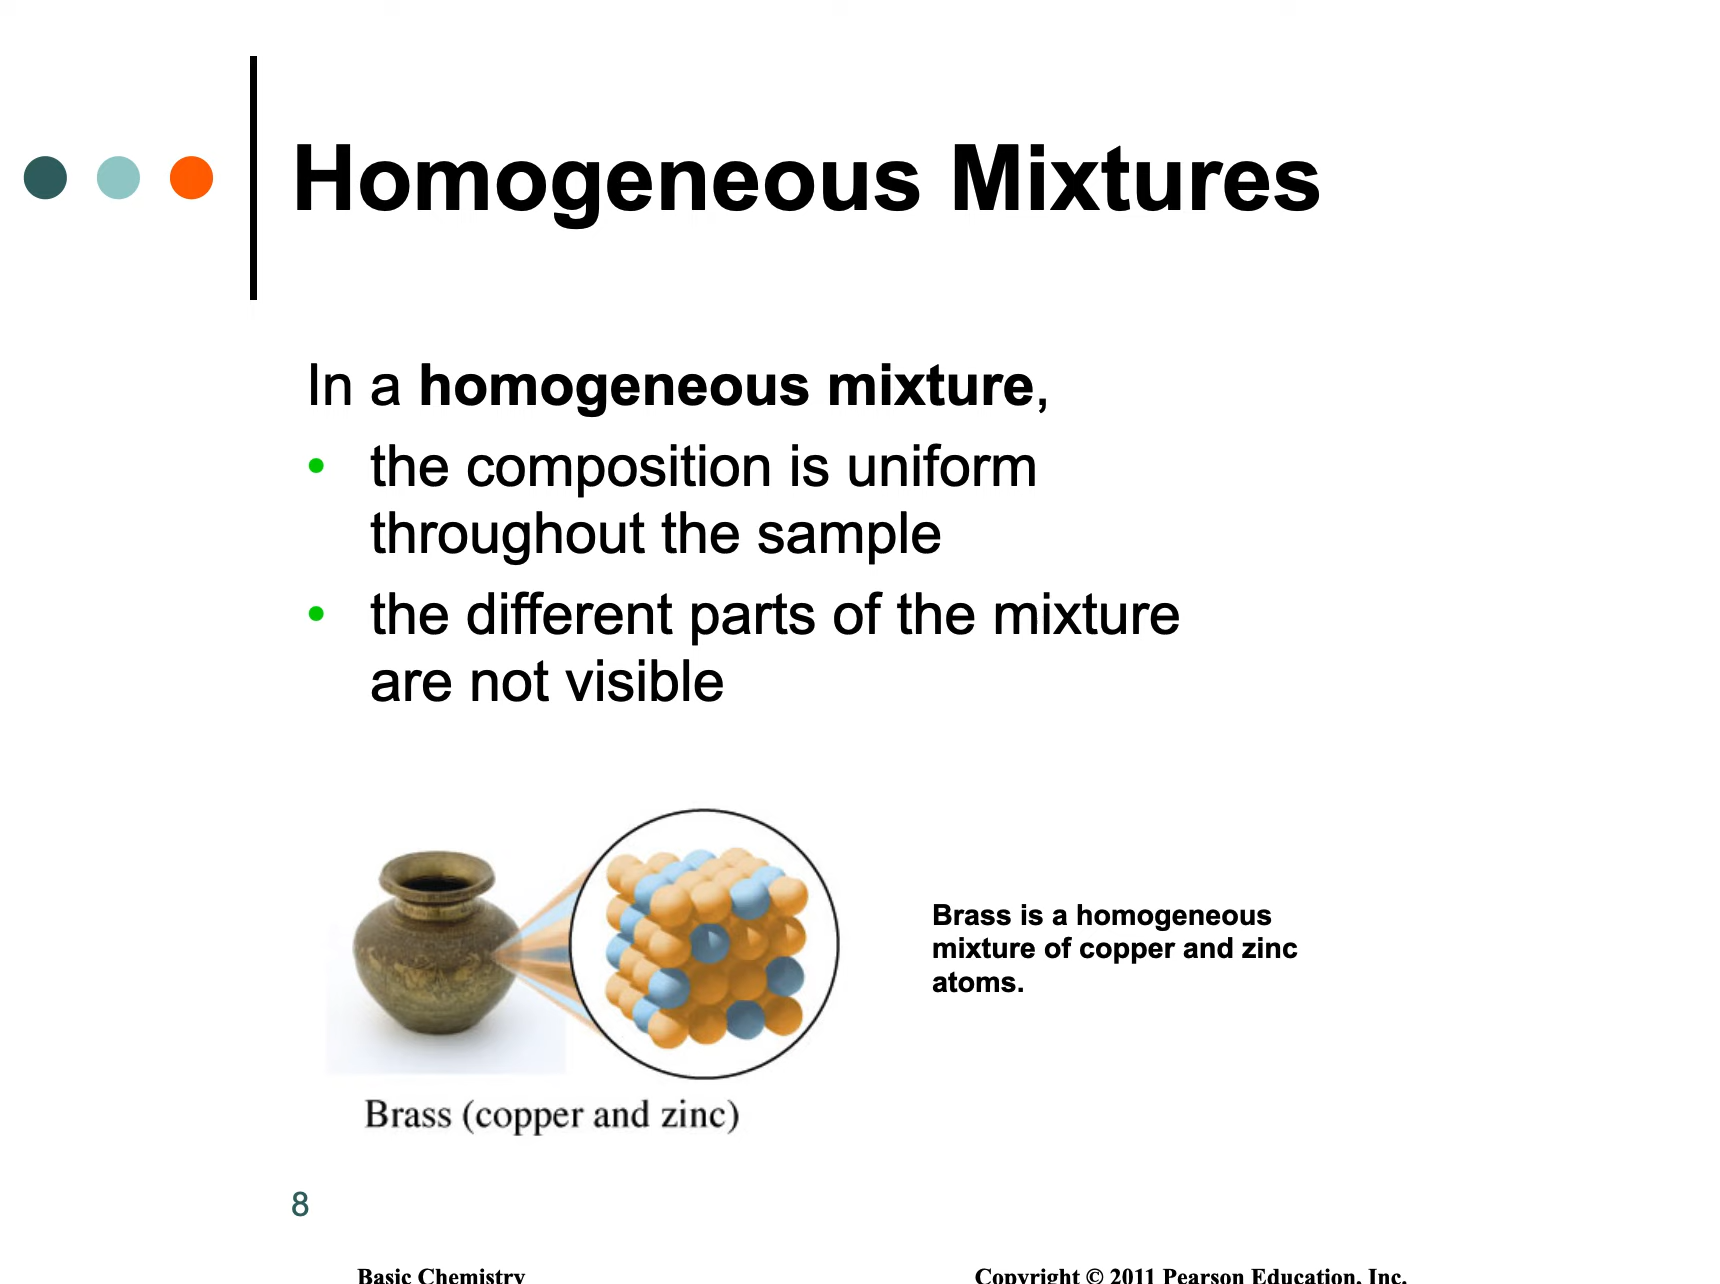 Homogeneous Mixtures
In a homogeneous mixture,
• the composition is uniform
throughout the sample
• the different parts of the mixture
are not visible
Brass is a homogeneous
mixture of copper and zinc
atoms.
Brass (copper and zinc)
8
Basic Chemistry
Copyright © 2011 Pearson Education, Inc.